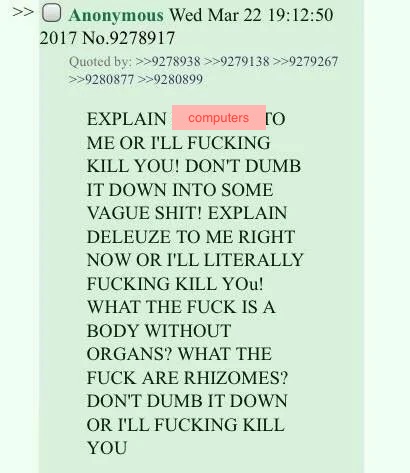 >> Anonymous Wed Mar 22 19:12:50
2017 No.9278917
Quoted by: >>9278938 >>9279138 >>9279267
>>9280877 >>9280899
EXPLAIN computers TO
ME OR I'LL FUCKING
KILL YOU! DON'T DUMB
IT DOWN INTO SOME
VAGUE SHIT! EXPLAIN
DELEUZE TO ME RIGHT
NOW OR I'LL LITERALLY
FUCKING KILL YOu!
WHAT THE FUCK IS A
BODY WITHOUT
ORGANS? WHAT THE
FUCK ARE RHIZOMES?
DON'T DUMB IT DOWN
OR I'LL FUCKING KILL
YOU